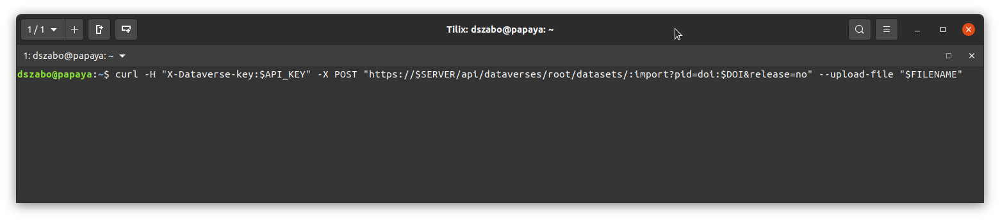 1 / 1
Tilix: dszabo@papaya: ~
1: dszabo@papaya: ~
dszabo@papaya:~$ curl -H "X-Dataverse-key:$API_KEY" -X POST "https://$SERVER/api/dataverses/root/datasets/:import?pid=doi:$DOI&release=no" --upload-file "$FILENAME"